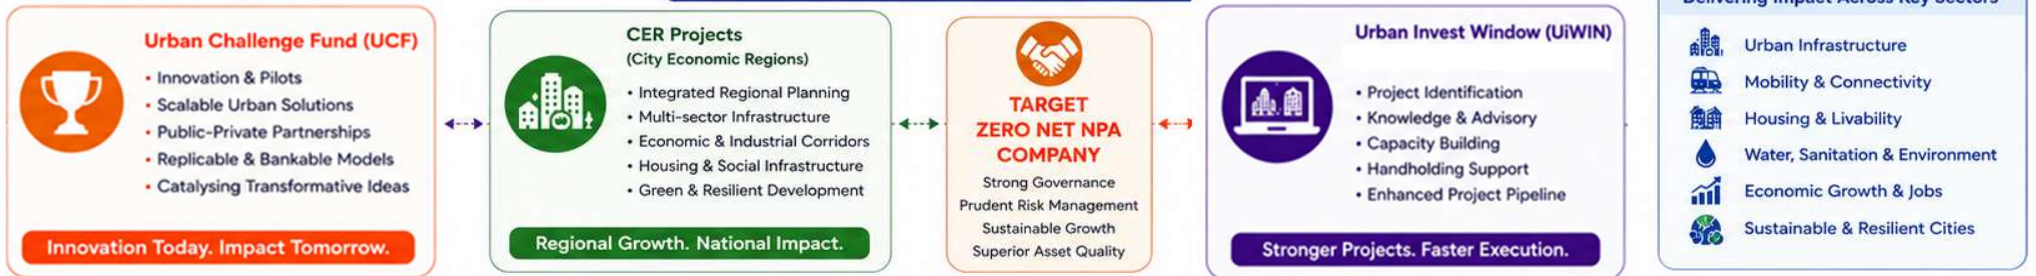 Urban Challenge Fund (UCF)
• Innovation & Pilots
• Scalable Urban Solutions
• Public-Private Partnerships
• Replicable & Bankable Models
• Catalysing Transformative Ideas
Innovation Today. Impact Tomorrow.
CER Projects
(City Economic Regions)
• Integrated Regional Planning
• Multi-sector Infrastructure
• Economic & Industrial Corridors
• Housing & Social Infrastructure
• Green & Resilient Development
Regional Growth. National Impact.
TARGET
ZERO NET NPA
COMPANY
Strong Governance
Prudent Risk Management
Sustainable Growth
Superior Asset Quality
Urban Invest Window (UiWIN)
• Project Identification
• Knowledge & Advisory
• Capacity Building
• Handholding Support
• Enhanced Project Pipeline
Stronger Projects. Faster Execution.
Delivering Impact Across Key Sectors
Urban Infrastructure
Mobility & Connectivity
Housing & Livability
Water, Sanitation & Environment
Economic Growth & Jobs
Sustainable & Resilient Cities